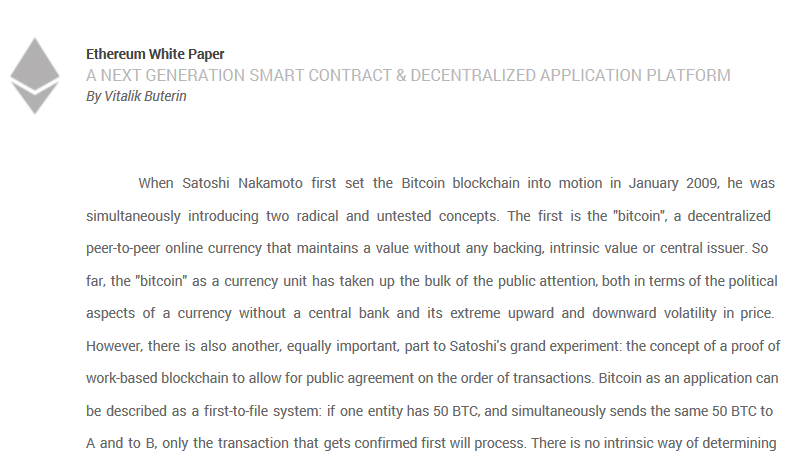 Ethereum White Paper
A NEXT GENERATION SMART CONTRACT & DECENTRALIZED APPLICATION PLATFORM
By Vitalik Buterin
When Satoshi Nakamoto first set the Bitcoin blockchain into motion in January 2009, he was
simultaneously introducing two radical and untested concepts. The first is the "bitcoin", a decentralized
peer-to-peer online currency that maintains a value without any backing, intrinsic value or central issuer. So
far, the "bitcoin" as a currency unit has taken up the bulk of the public attention, both in terms of the political
aspects of a currency without a central bank and its extreme upward and downward volatility in price.
However, there is also another, equally important, part to Satoshi's grand experiment: the concept of a proof of
work-based blockchain to allow for public agreement on the order of transactions. Bitcoin as an application can
be described as a first-to-file system: if one entity has 50 BTC, and simultaneously sends the same 50 BTC to
A and to B, only the transaction that gets confirmed first will process. There is no intrinsic way of determining